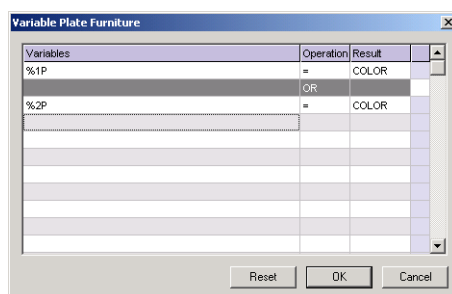 Variable Plate Furniture
Variables Operation Result
%1P = COLOR
OR
%2P = COLOR
Reset OK Cancel